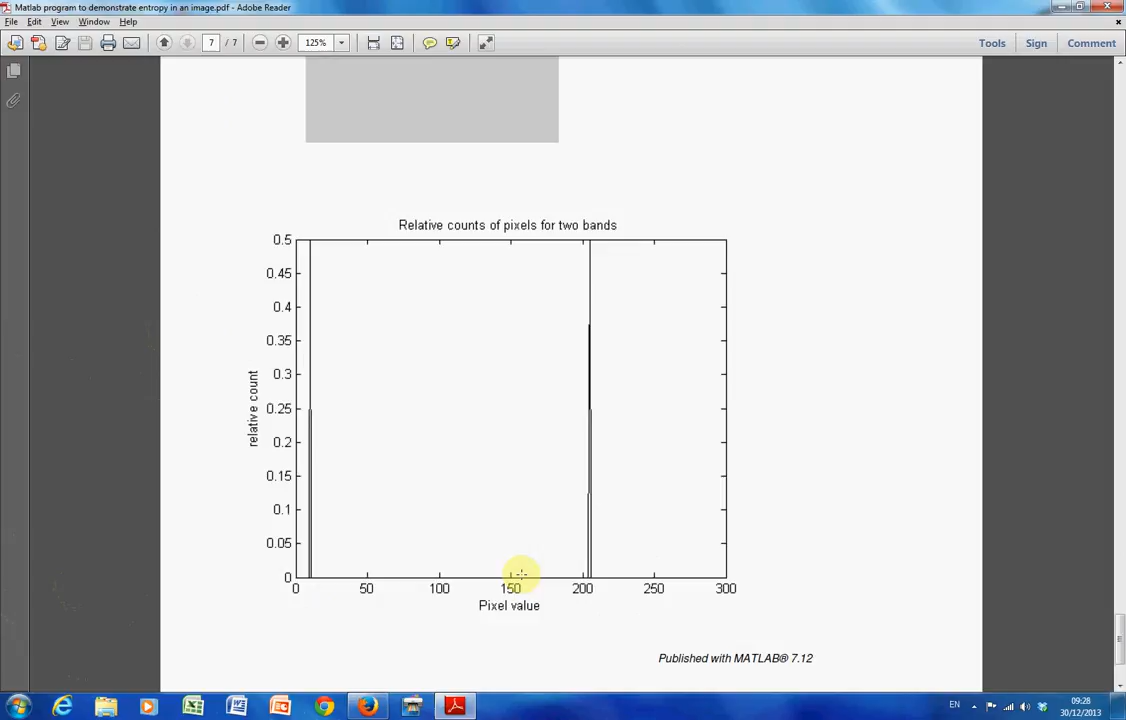 Matlab program to demonstrate entropy in an image.pdf - Adobe Reader
File Edit View Window Help
7 / 7 125% Tools Sign Comment
Relative counts of pixels for two bands
0.5
0.45
0.4
0.35
0.3
0.25
0.2
0.15
0.1
0.05
0
relative count
0 50 100 150 200 250 300
Pixel value
Published with MATLAB® 7.12
EN 09:28
30/12/2013